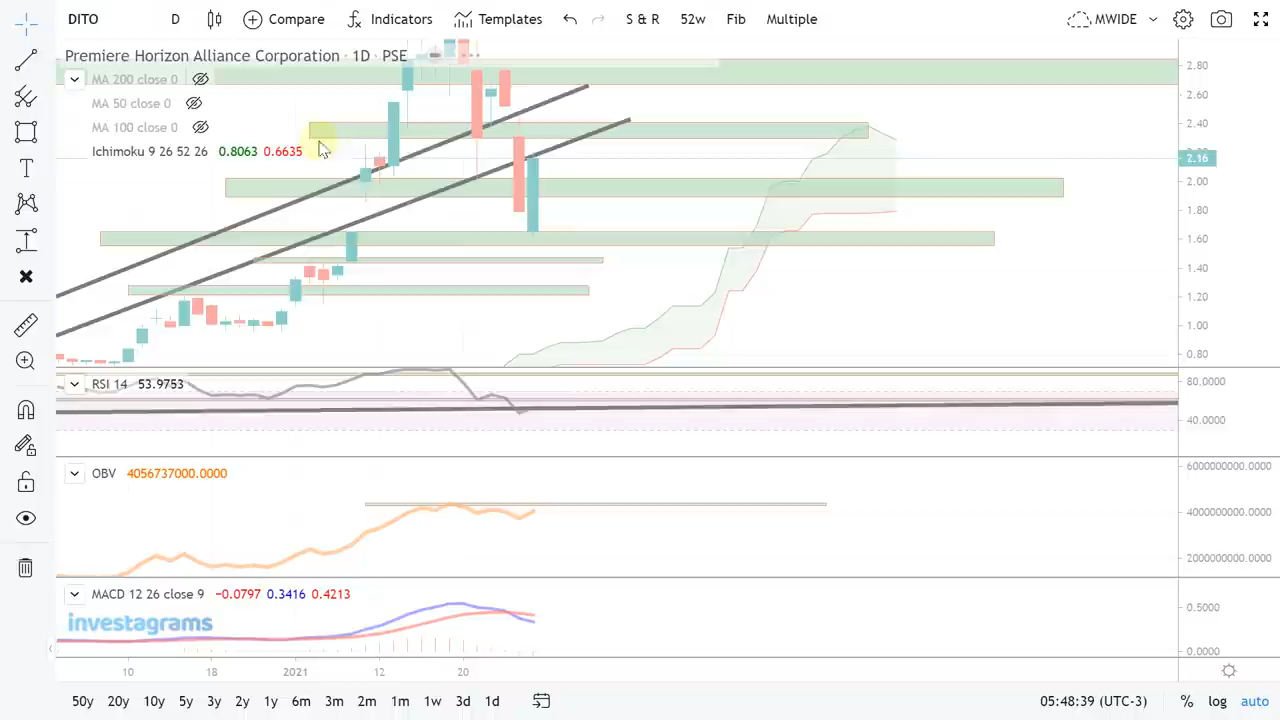 DITO D Compare Indicators Templates S & R 52w Fib Multiple MWIDE
Premiere Horizon Alliance Corporation · 1D · PSE
MA 200 close 0
MA 50 close 0
MA 100 close 0
Ichimoku 9 26 52 26 0.8063 0.6635
2.80
2.60
2.40
2.16
2.00
1.80
1.60
1.40
1.20
1.00
0.80
RSI 14 53.9753
80.0000
40.0000
OBV 4056737000.0000
6000000000.0000
4000000000.0000
2000000000.0000
MACD 12 26 close 9 −0.0797 0.3416 0.4213
investagrams
0.5000
0.0000
10 18 2021 12 20
50y 20y 10y 5y 3y 2y 1y 6m 3m 2m 1m 1w 3d 1d 05:48:39 (UTC-3) % log auto